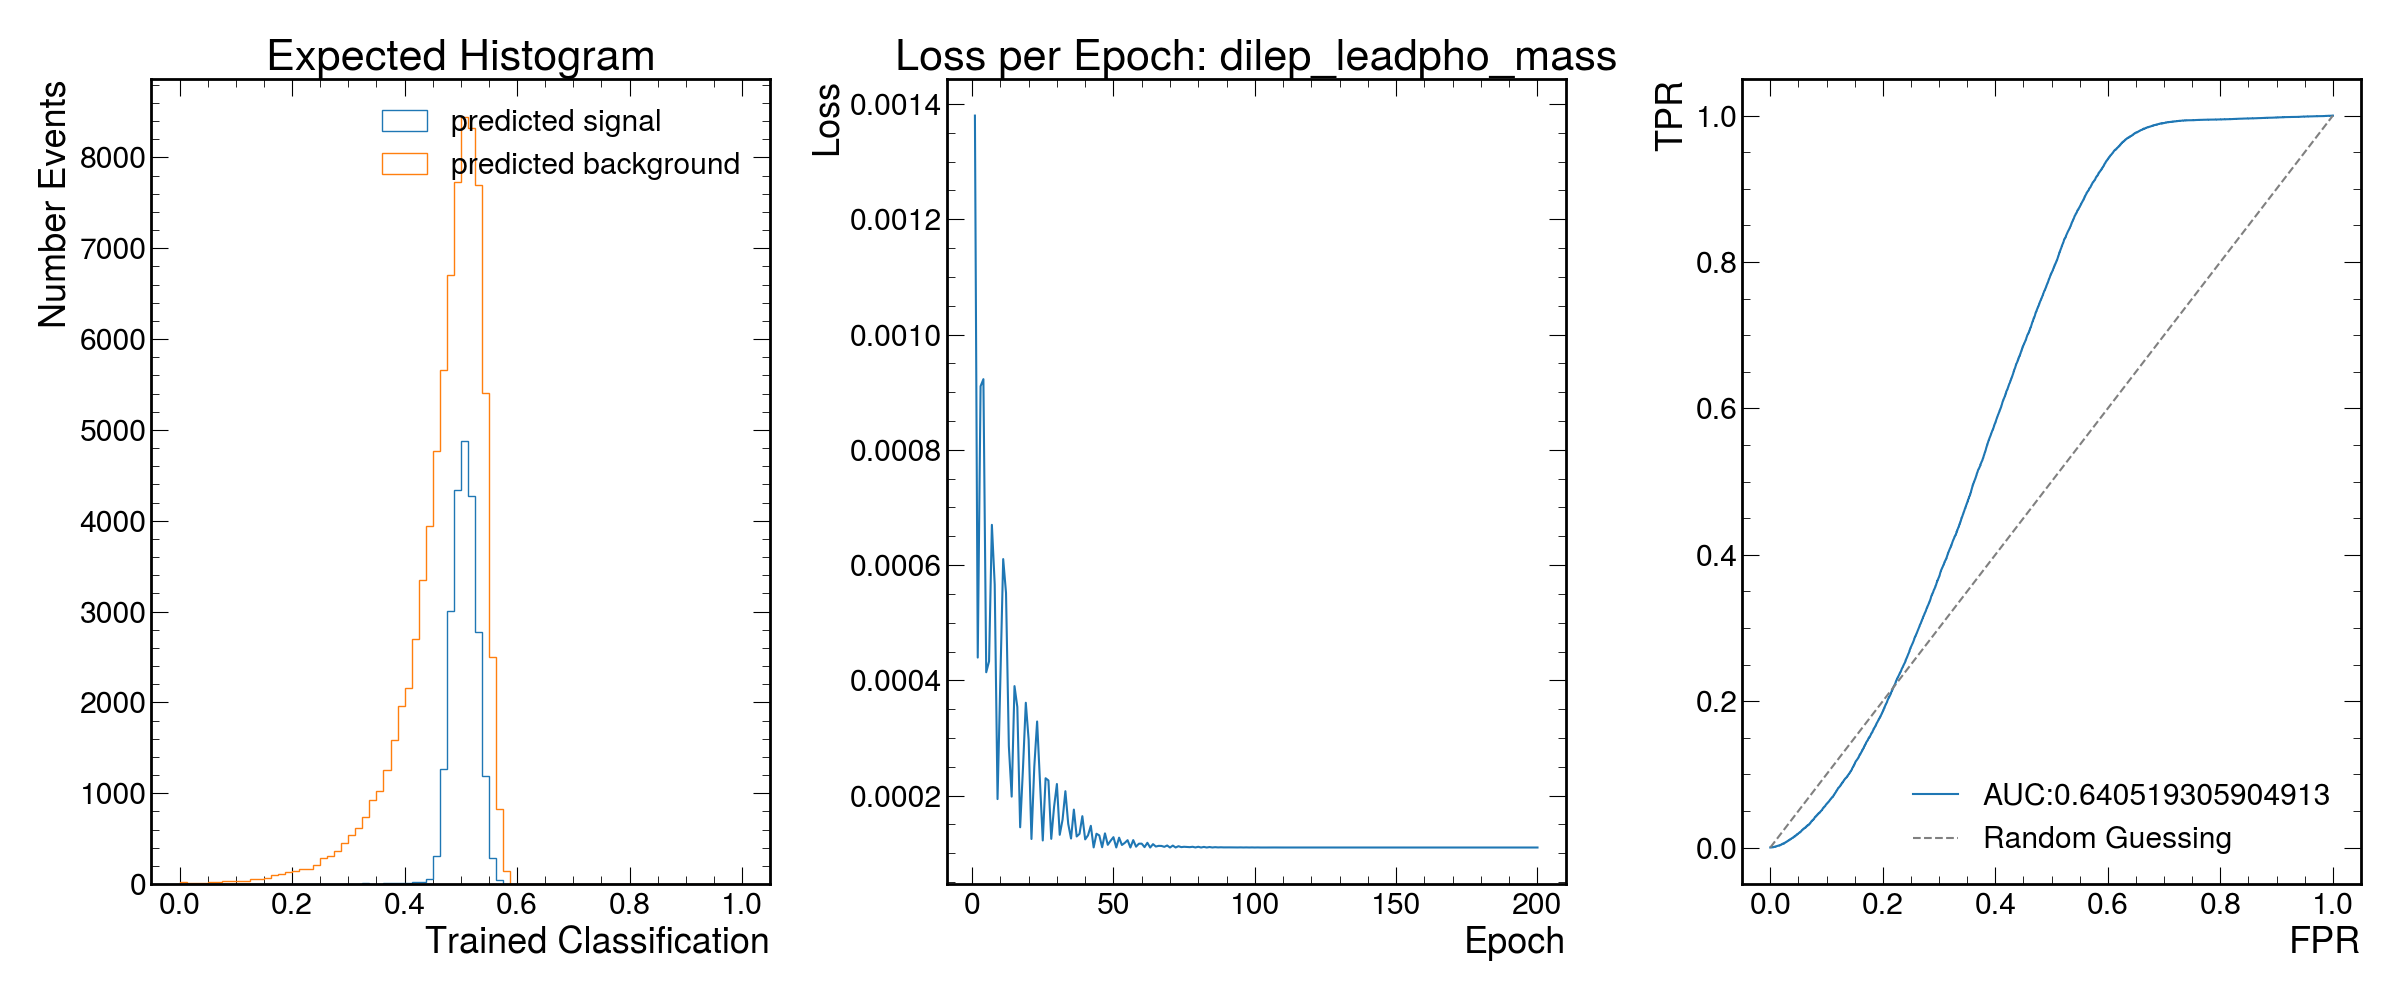 Expected Histogram
Number Events
predicted signal
predicted background
8000
7000
6000
5000
4000
3000
2000
1000
0
0.0 0.2 0.4 0.6 0.8 1.0
Trained Classification
Loss per Epoch: dilep_leadpho_mass
Loss
0.0014
0.0012
0.0010
0.0008
0.0006
0.0004
0.0002
0 50 100 150 200
Epoch
TPR
1.0
0.8
0.6
0.4
0.2
0.0
AUC:0.640519305904913
Random Guessing
0.0 0.2 0.4 0.6 0.8 1.0
FPR